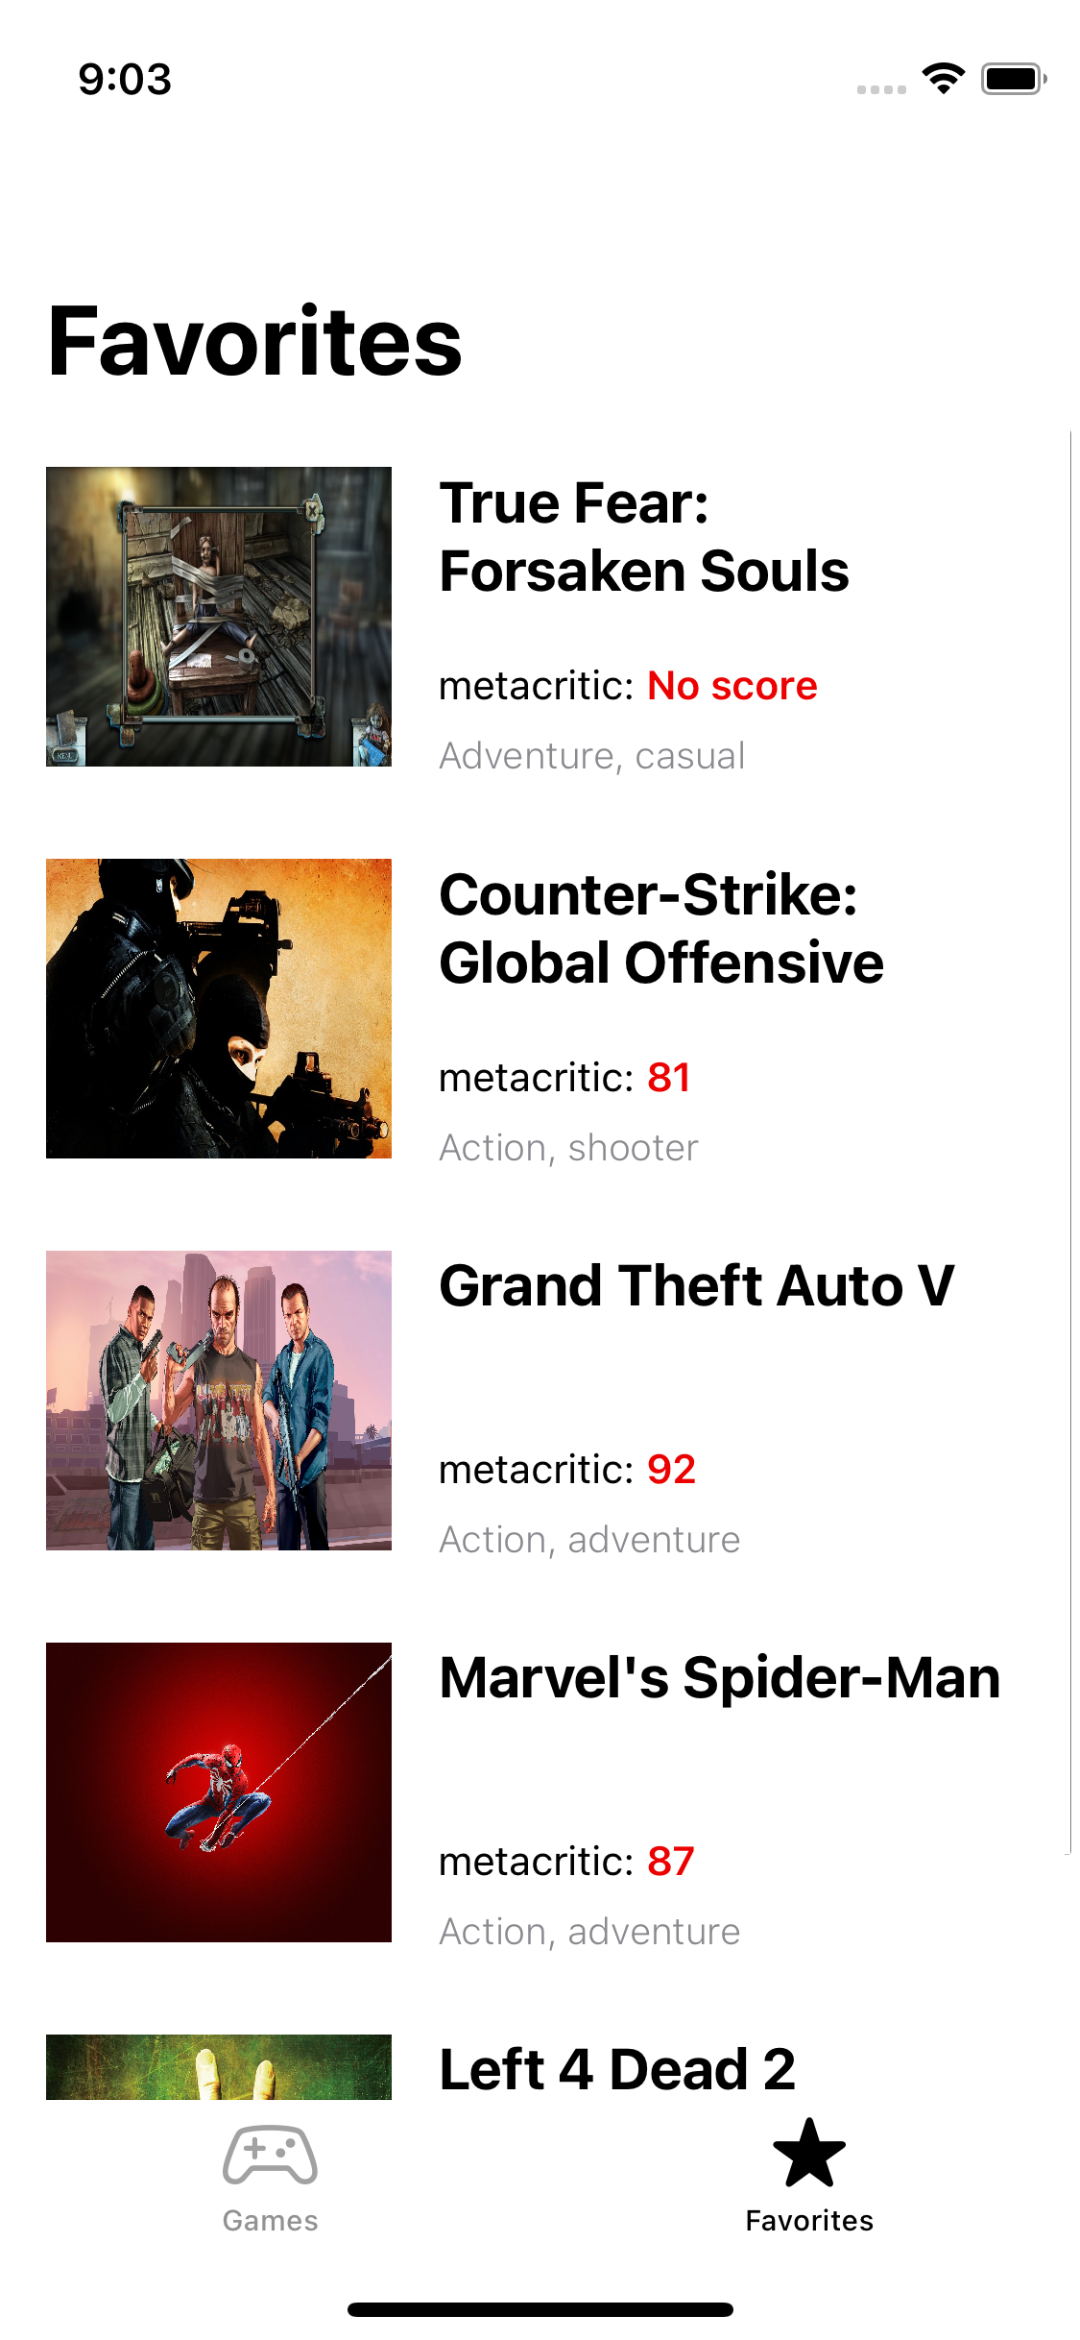 9:03
Favorites
True Fear:
Forsaken Souls
metacritic: No score
Adventure, casual
Counter-Strike:
Global Offensive
metacritic: 81
Action, shooter
Grand Theft Auto V
metacritic: 92
Action, adventure
Marvel's Spider-Man
metacritic: 87
Action, adventure
Left 4 Dead 2
Games
Favorites